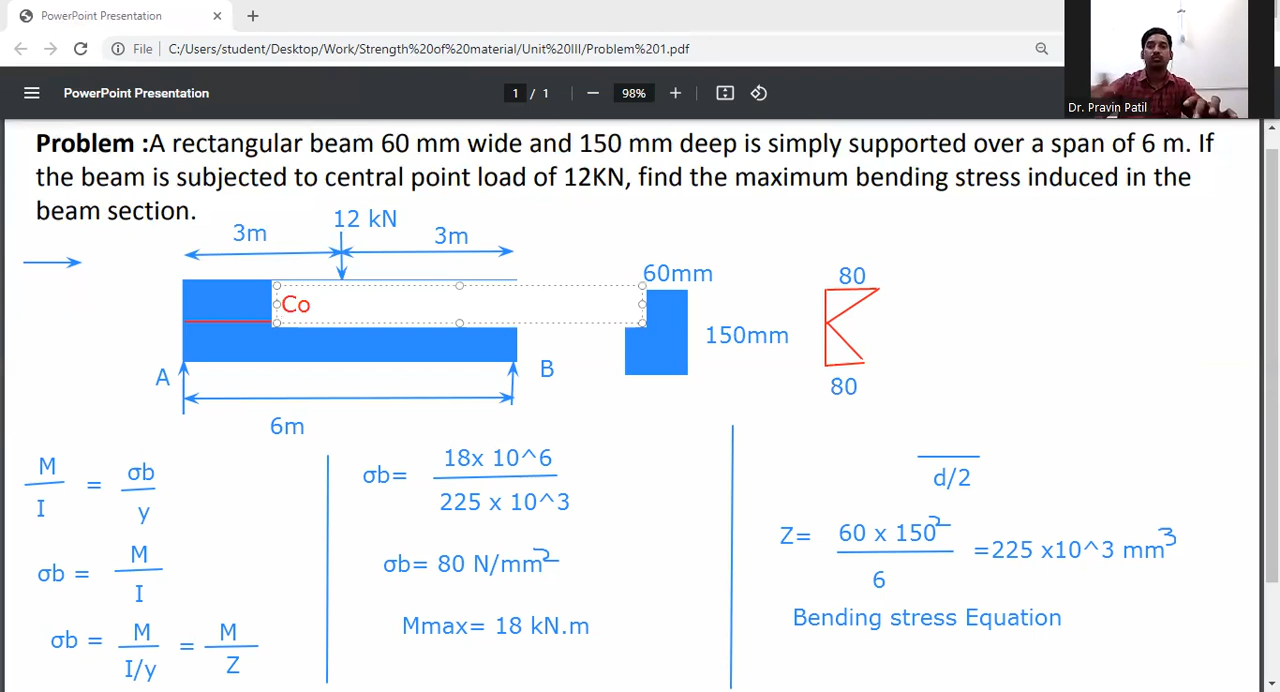 PowerPoint Presentation
File
C:/Users/student/Desktop/Work/Strength%20of%20material/Unit%20III/Problem%201.pdf
PowerPoint Presentation
1 / 1
98%
Dr. Pravin Patil
Problem :A rectangular beam 60 mm wide and 150 mm deep is simply supported over a span of 6 m. If
the beam is subjected to central point load of 12KN, find the maximum bending stress induced in the
beam section.
12 kN
3m
3m
Co
60mm
150mm
80
80
A
B
6m
M
I
=
σb
y
σb =
M
I
σb =
M
I/y
=
M
Z
σb=
18x 10^6
225 x 10^3
σb= 80 N/mm2
Mmax= 18 kN.m
d/2
Z=
60 x 1502
6
=225 x10^3 mm3
Bending stress Equation